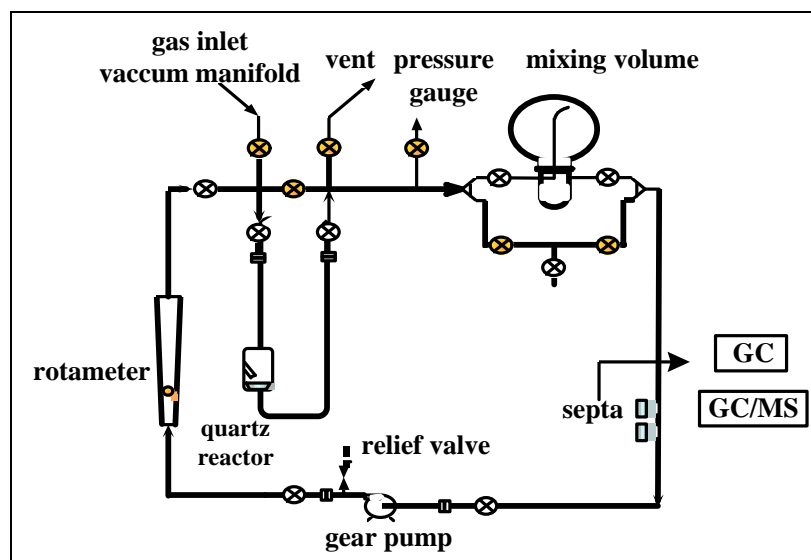 gas inlet
vaccum manifold
vent
pressure
gauge
mixing volume
rotameter
quartz
reactor
septa
GC
GC/MS
relief valve
gear pump